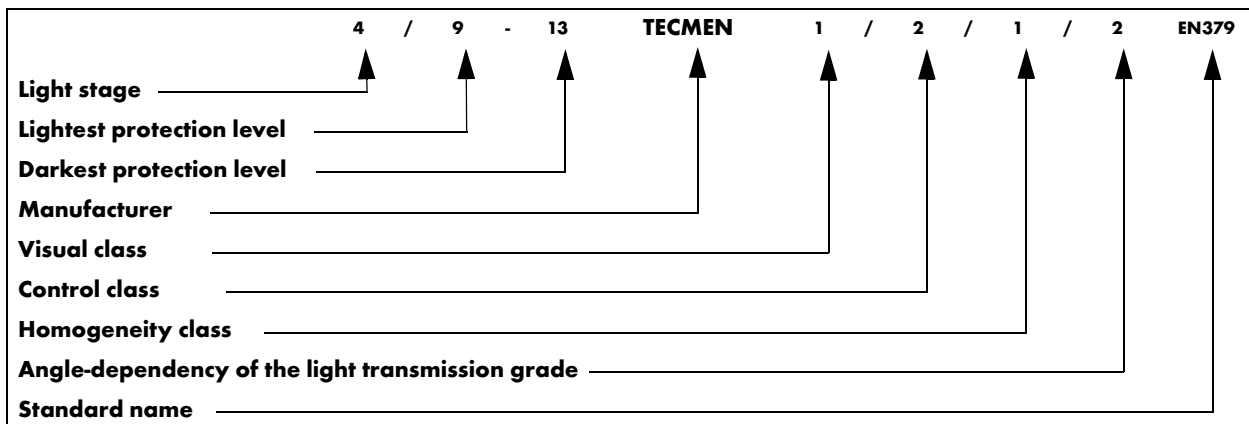 4 / 9 - 13 TECMEN 1 / 2 / 1 / 2 EN379
Light stage
Lightest protection level
Darkest protection level
Manufacturer
Visual class
Control class
Homogeneity class
Angle-dependency of the light transmission grade
Standard name